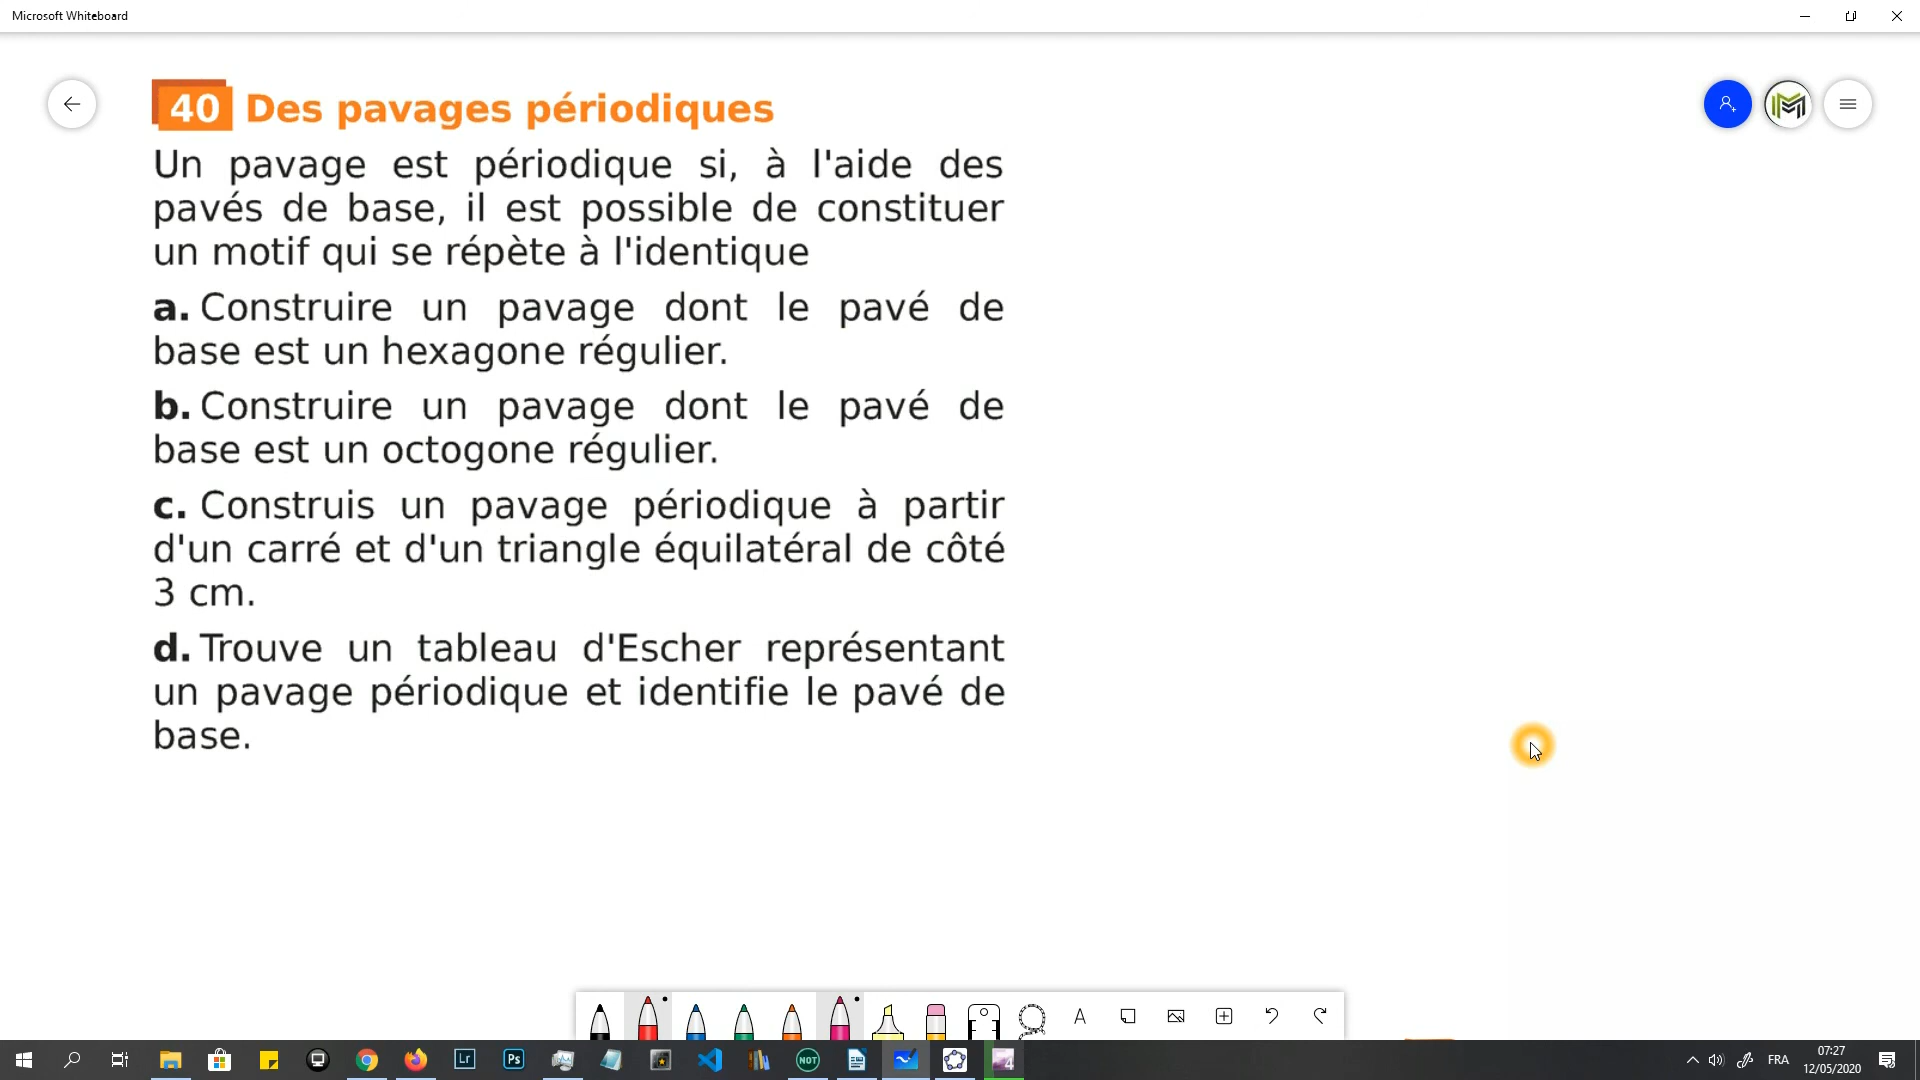 Microsoft Whiteboard
40 Des pavages périodiques
Un pavage est périodique si, à l'aide des
pavés de base, il est possible de constituer
un motif qui se répète à l'identique
a. Construire un pavage dont le pavé de
base est un hexagone régulier.
b. Construire un pavage dont le pavé de
base est un octogone régulier.
c. Construis un pavage périodique à partir
d'un carré et d'un triangle équilatéral de côté
3 cm.
d. Trouve un tableau d'Escher représentant
un pavage périodique et identifie le pavé de
base.
A
Lr
Ps
NOT
4
FRA
07:27
12/05/2020